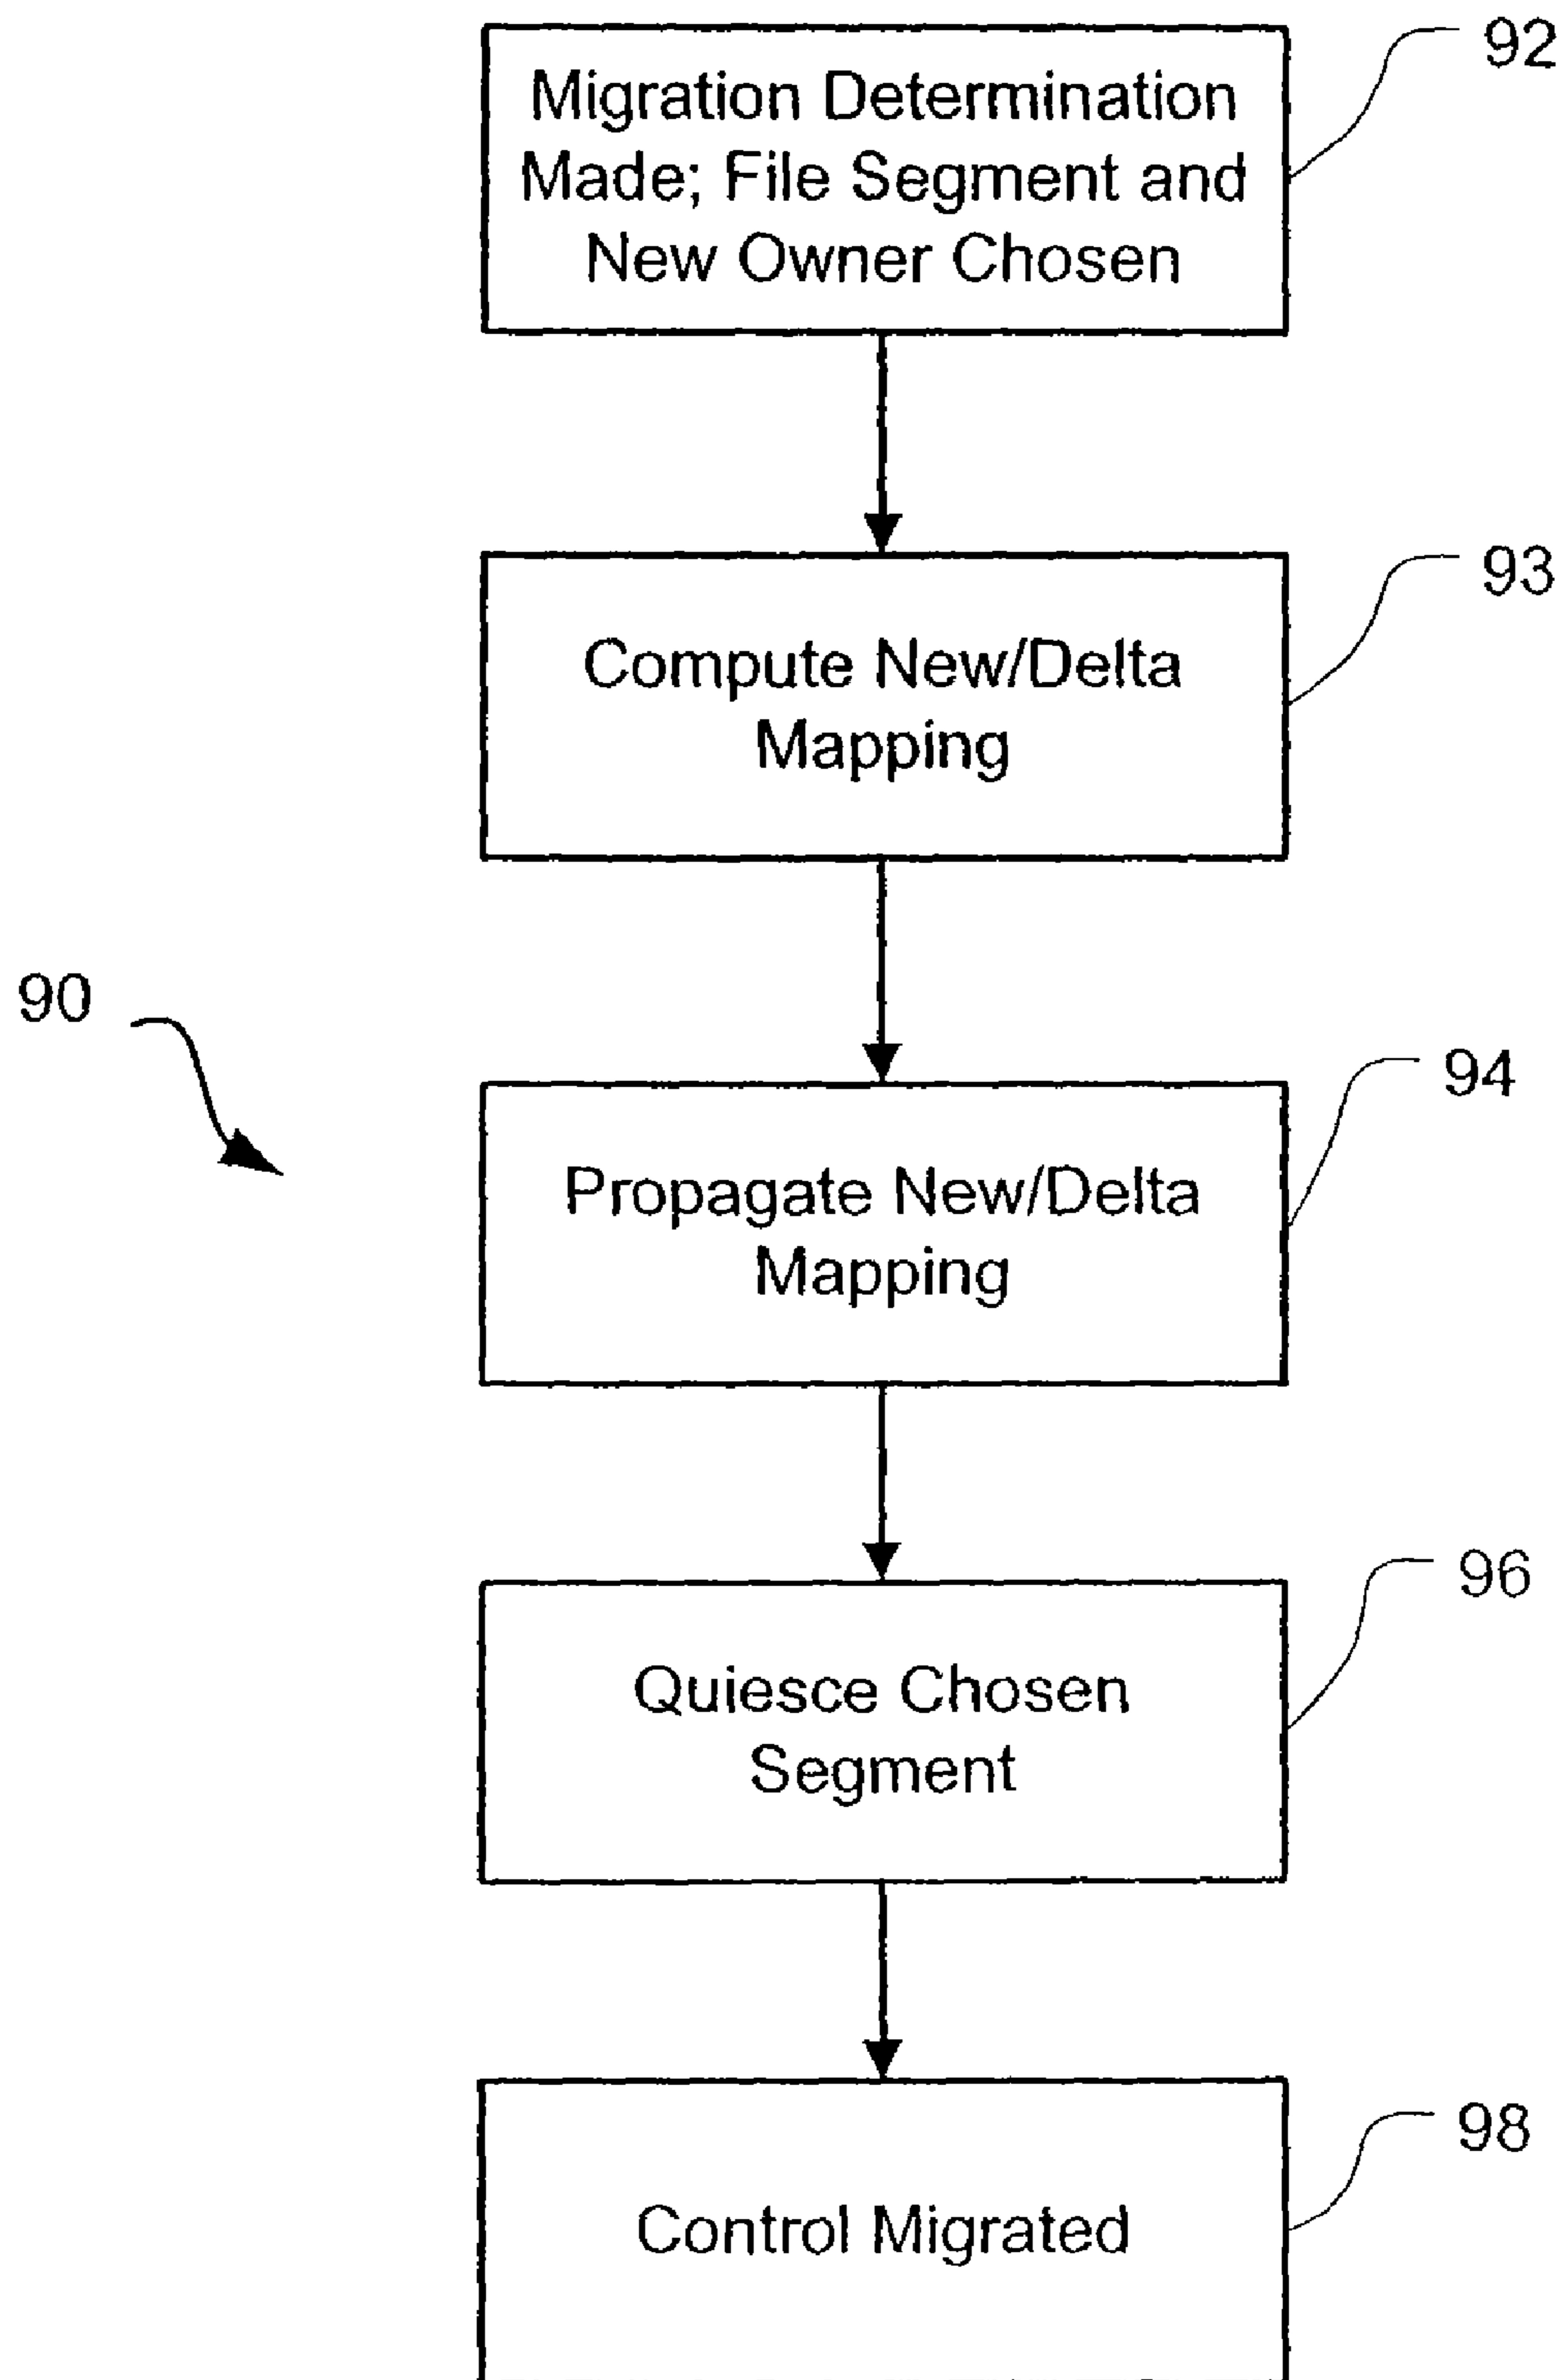 92
Migration Determination
Made; File Segment and
New Owner Chosen
93
Compute New/Delta
Mapping
90
94
Propagate New/Delta
Mapping
96
Quiesce Chosen
Segment
98
Control Migrated